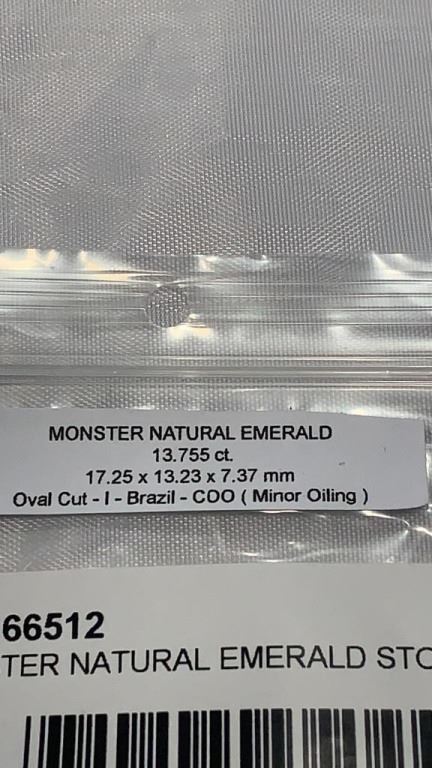 MONSTER NATURAL EMERALD
13.755 ct.
17.25 x 13.23 x 7.37 mm
Oval Cut - I - Brazil - CDO ( Minor Oiling )
66512
TER NATURAL EMERALD STO